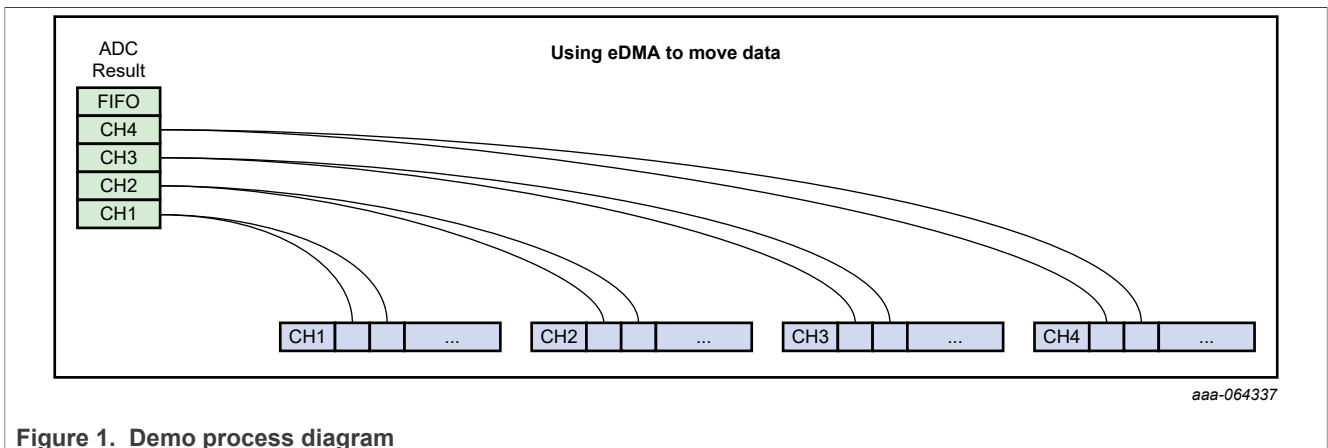 ADC
Result
Using eDMA to move data
FIFO
CH4
CH3
CH2
CH1
CH1 ... CH2 ... CH3 ... CH4 ...
aaa-064337
Figure 1. Demo process diagram